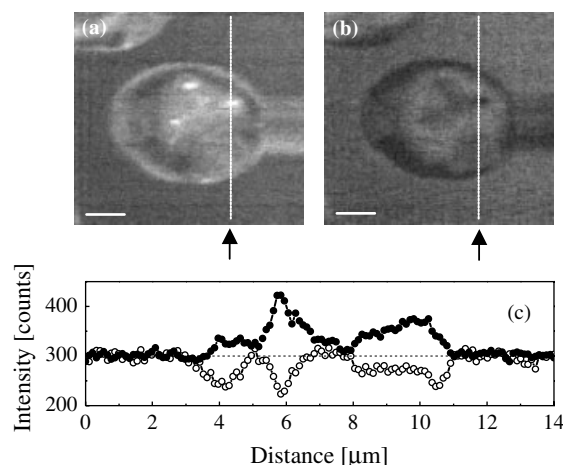 (a)
(b)
(c)
Intensity [counts]
400
300
200
0 2 4 6 8 10 12 14
Distance [μm]